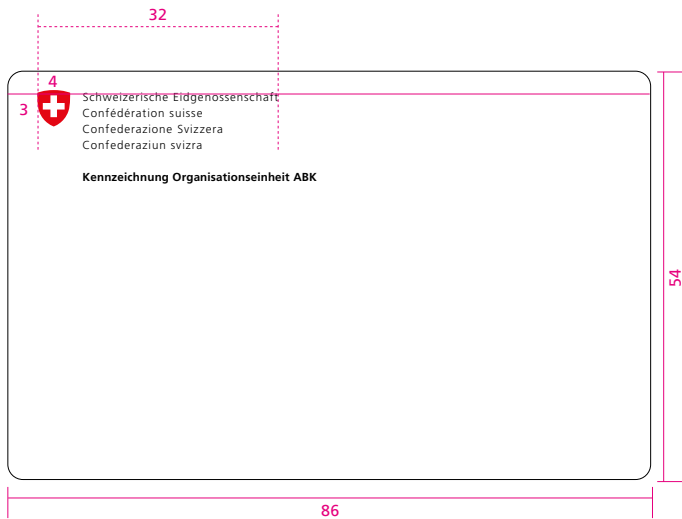 32
4
3
Schweizerische Eidgenossenschaft
Confédération suisse
Confederazione Svizzera
Confederaziun svizra
Kennzeichnung Organisationseinheit ABK
54
86